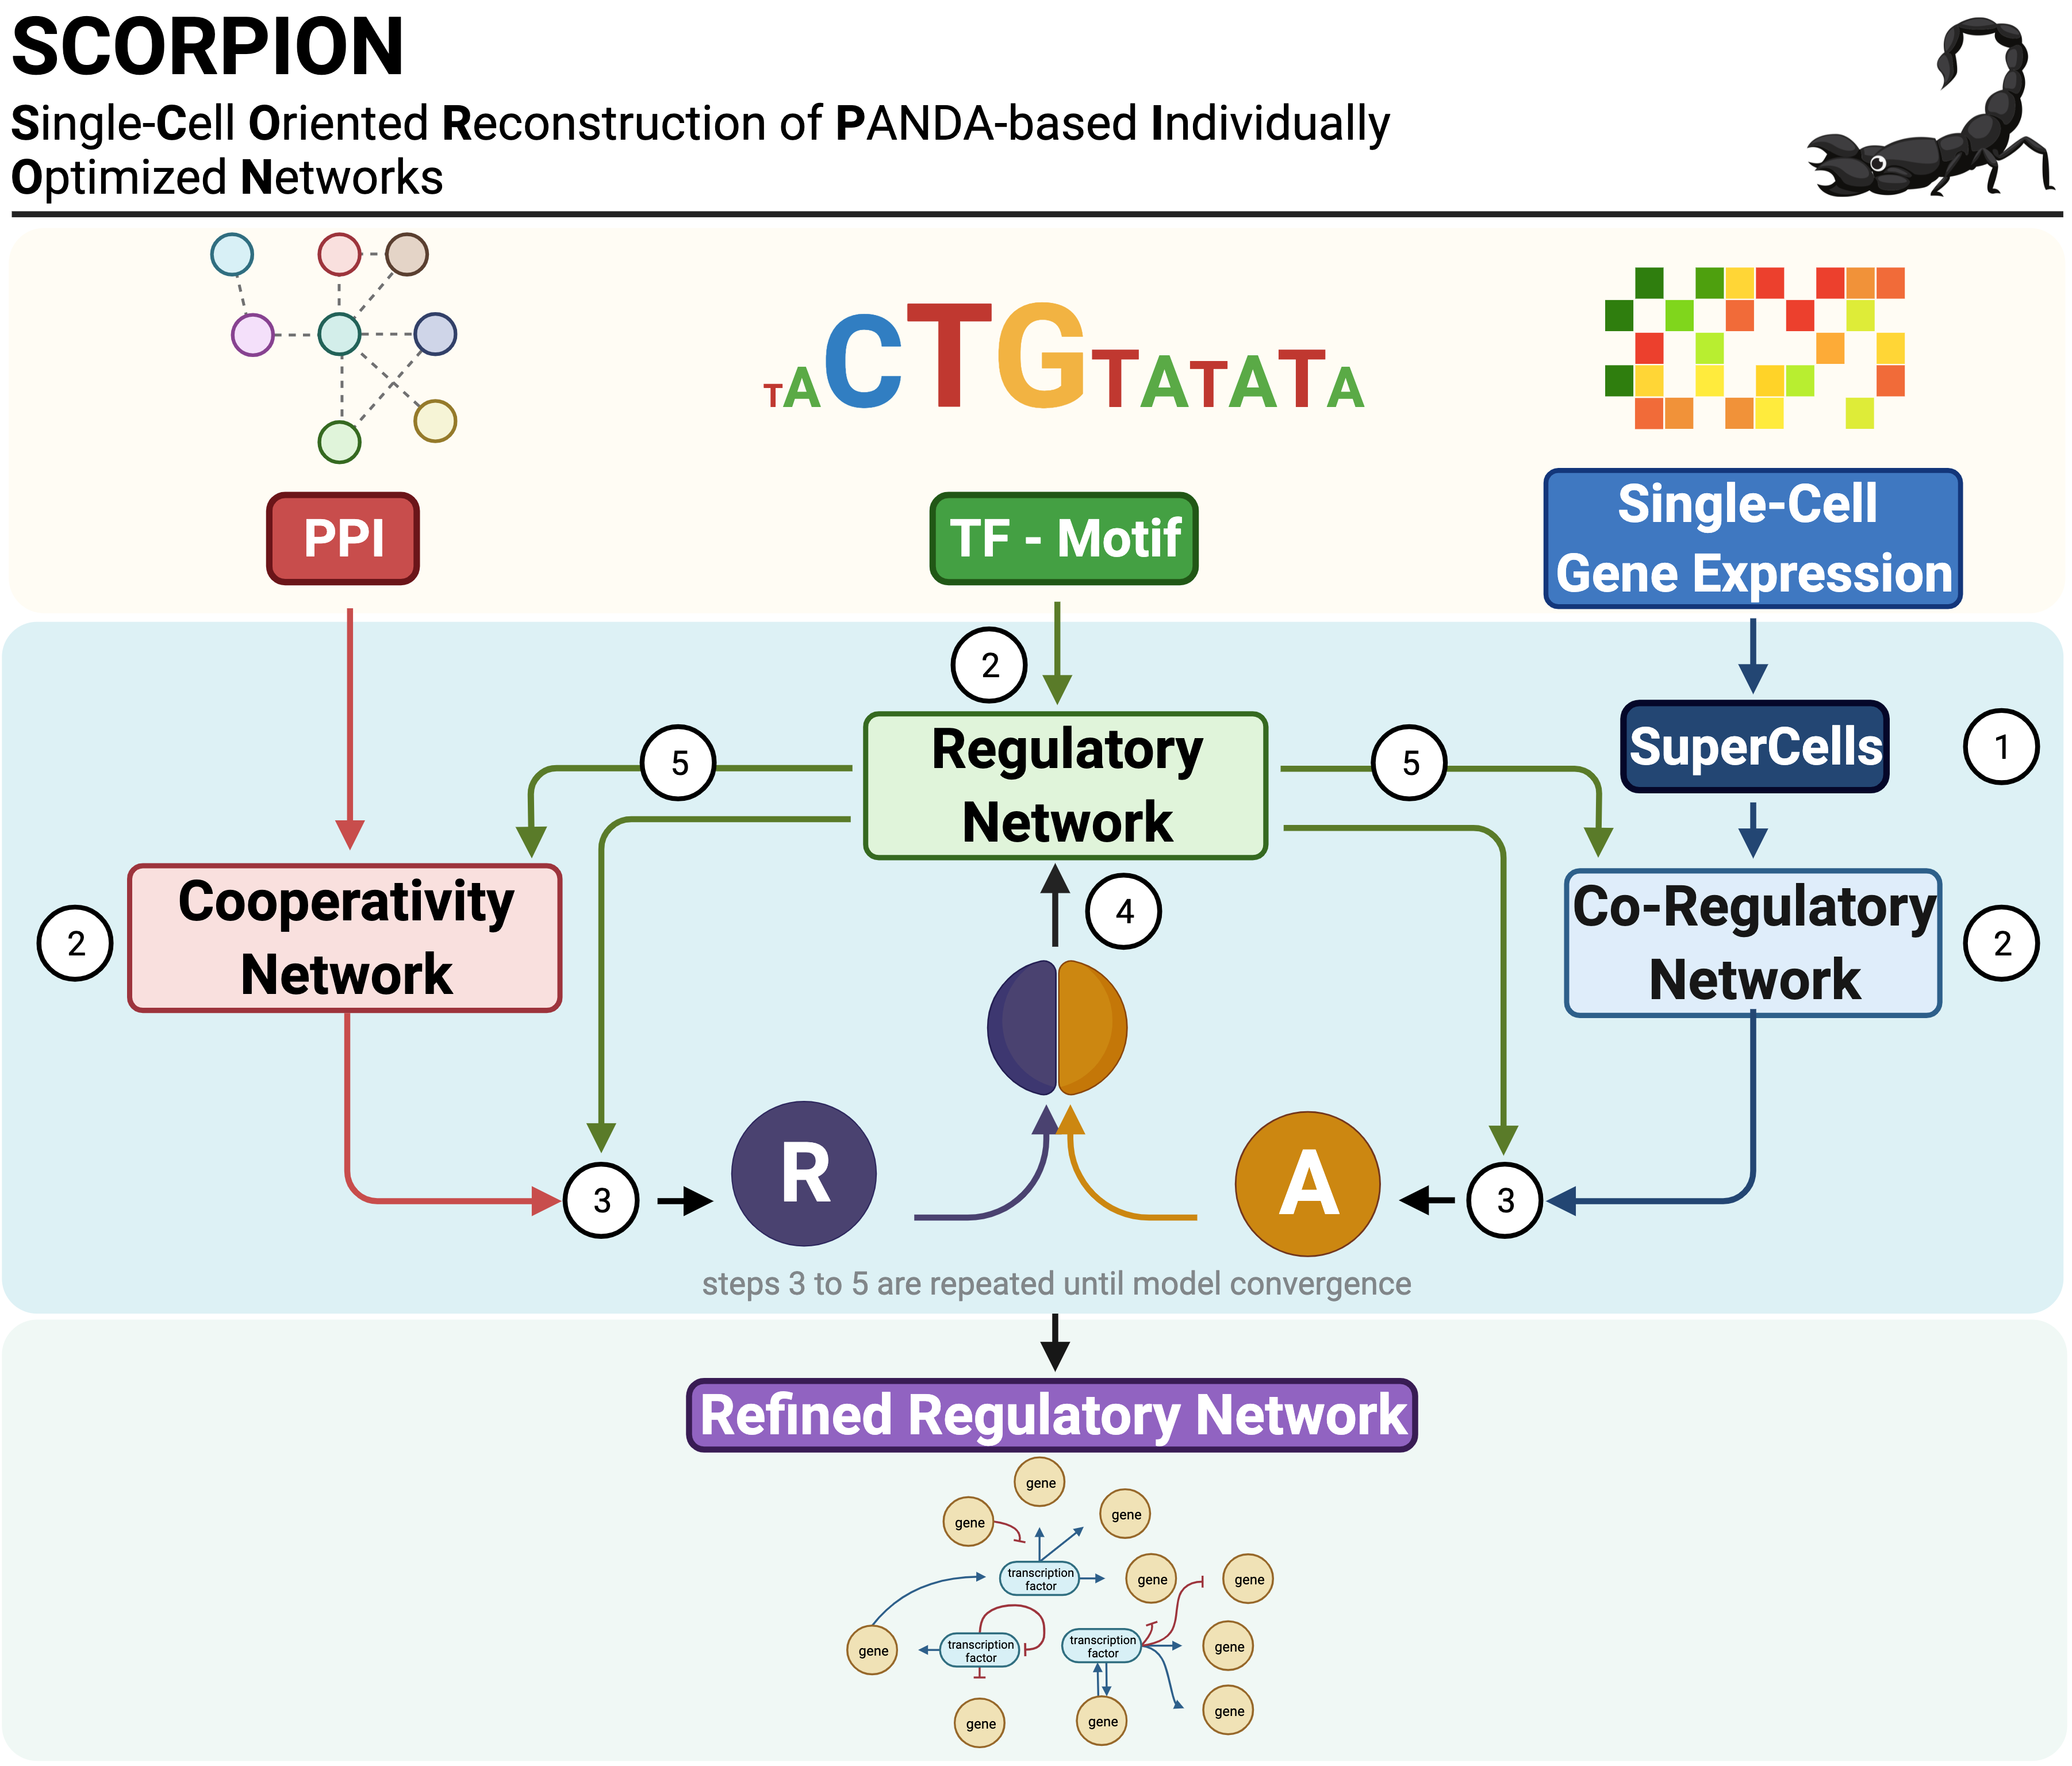 SCORPION
Single-Cell Oriented Reconstruction of PANDA-based Individually
Optimized Networks
TACTGTATATA
PPI
TF - Motif
Single-Cell
Gene Expression
2
5
Regulatory
Network
5
SuperCells
1
2
Cooperativity
Network
4
Co-Regulatory
Network
2
3
R
A
3
steps 3 to 5 are repeated until model convergence
Refined Regulatory Network
gene
gene
gene
transcription
factor
gene
gene
gene
transcription
factor
transcription
factor
gene
gene
gene
gene